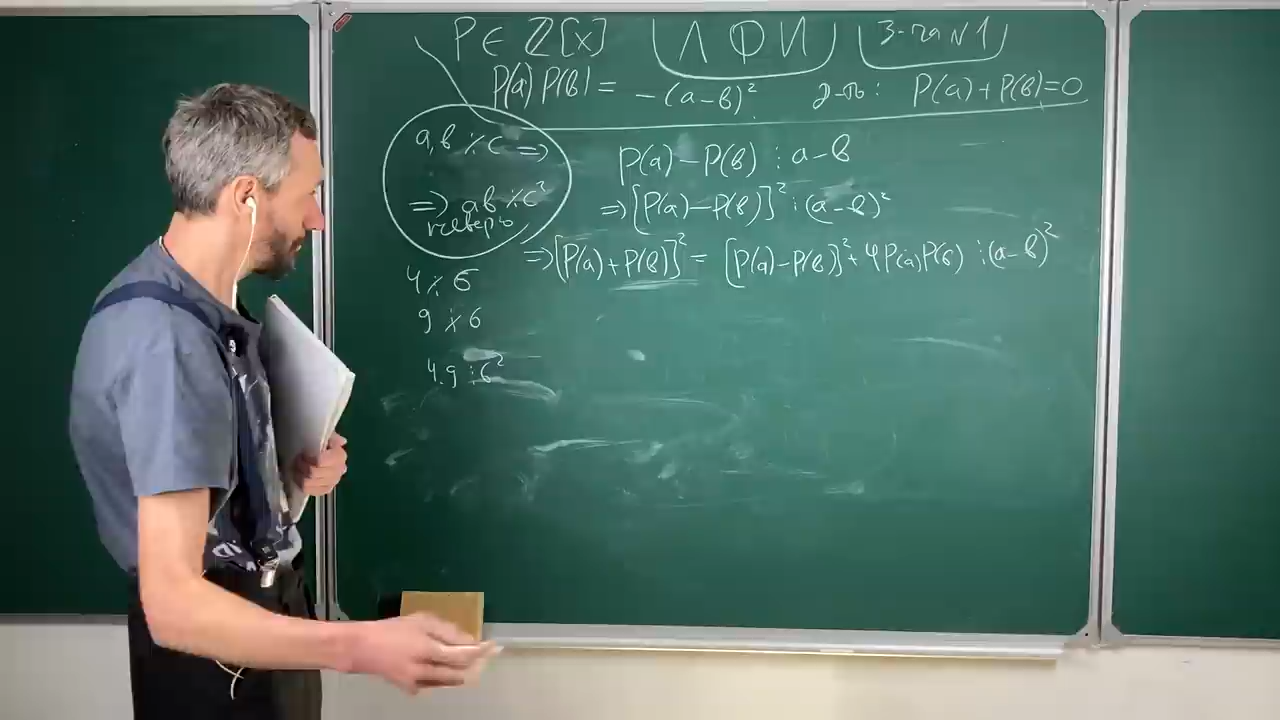 P ∈ ℤ[x] ЛФИ З-ча №1
P(a) P(b) = -(a-b)². д-ть: P(a)+P(b)=0
a,b ⋮̸ c ⇒
⇒ ab ⋮̸ c²
неверно
4 ⋮̸ 6
9 ⋮̸ 6
4·9 ⋮ 6²
P(a) - P(b) ⋮ a-b
⇒ [P(a) - P(b)]² ⋮ (a-b)²
⇒ [P(a) + P(b)]² = [P(a) - P(b)]² + 4P(a)P(b) ⋮ (a-b)²